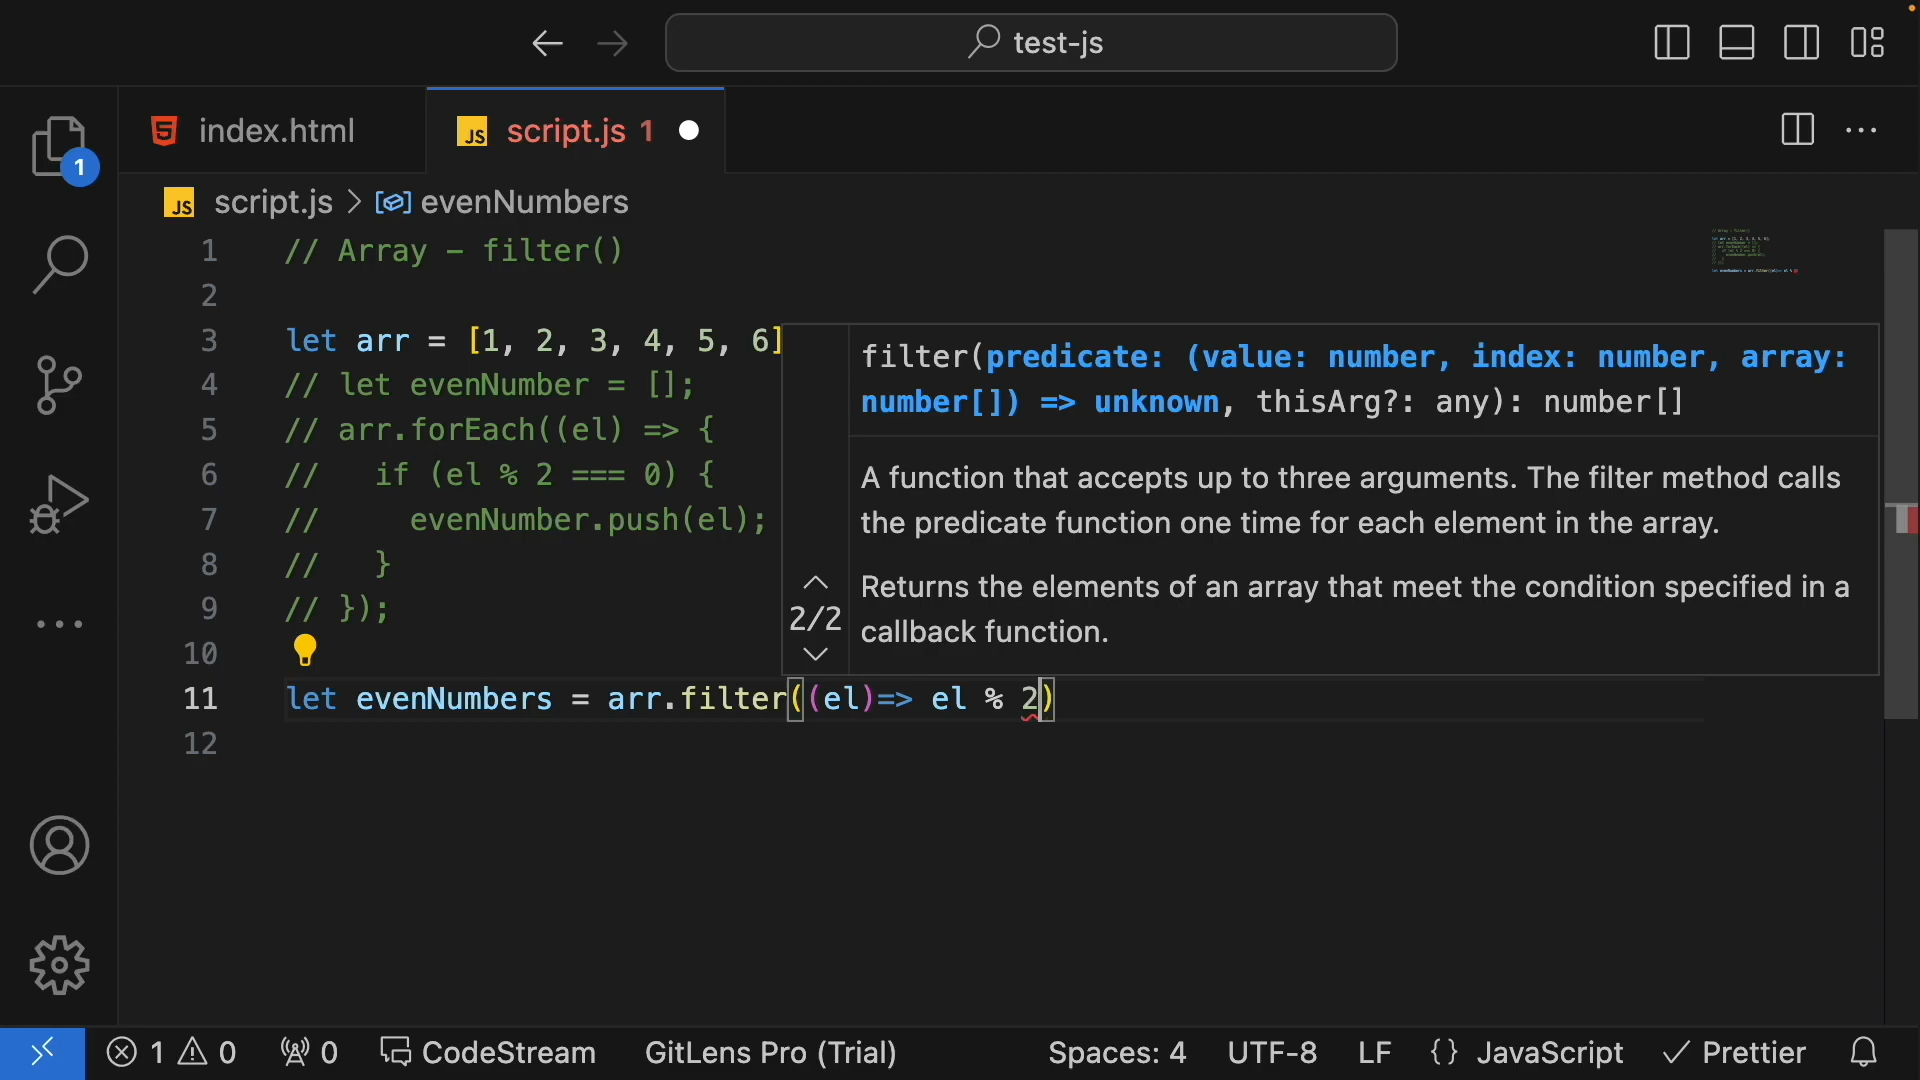 test-js
index.html
JS script.js 1
1
JS script.js > evenNumbers
1 // Array - filter()
2
3 let arr = [1, 2, 3, 4, 5, 6]
4 // let evenNumber = [];
5 // arr.forEach((el) => {
6 //   if (el % 2 === 0) {
7 //     evenNumber.push(el);
8 //   }
9 // });
10
11 let evenNumbers = arr.filter((el)=> el % 2)
12
filter(predicate: (value: number, index: number, array:
number[]) => unknown, thisArg?: any): number[]
A function that accepts up to three arguments. The filter method calls
the predicate function one time for each element in the array.
2/2
Returns the elements of an array that meet the condition specified in a
callback function.
1 0 0 CodeStream GitLens Pro (Trial) Spaces: 4 UTF-8 LF {} JavaScript Prettier